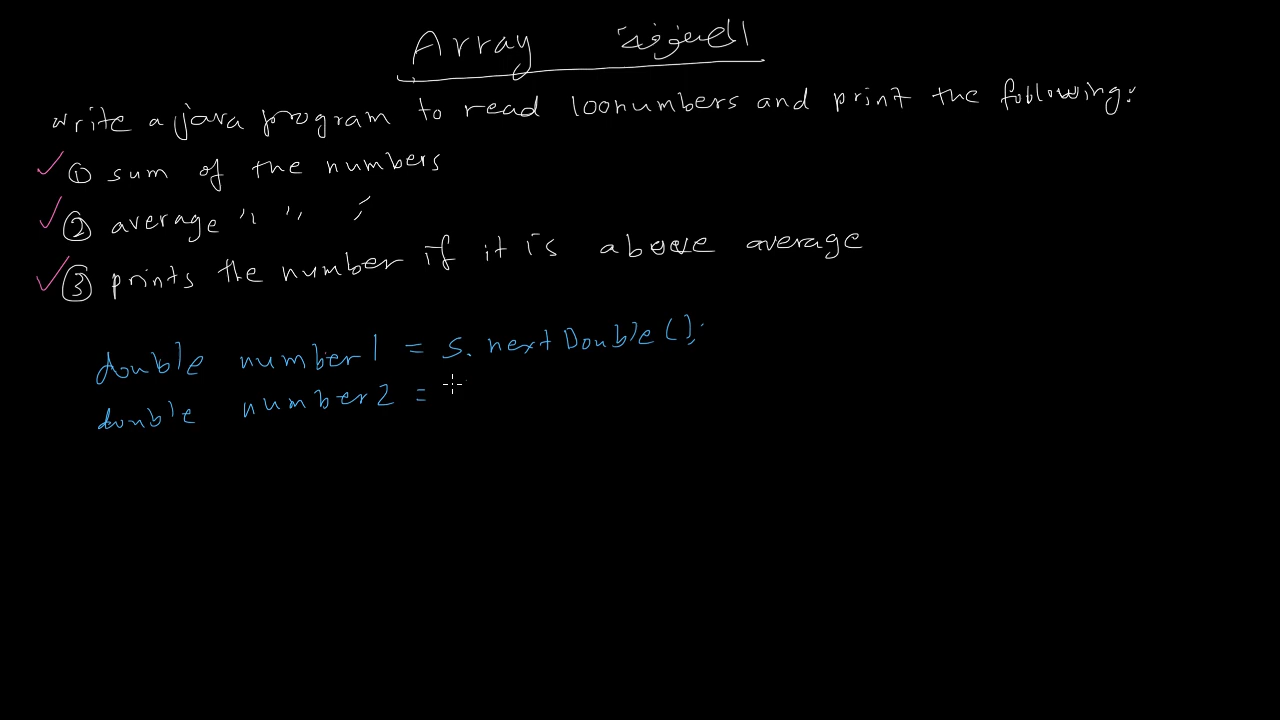 Array المصفوفة
write a java program to read 100 numbers and print the following:
① sum of the numbers
② average " " "
③ prints the number if it is above average
double number1 = s.nextDouble();
double number2 =